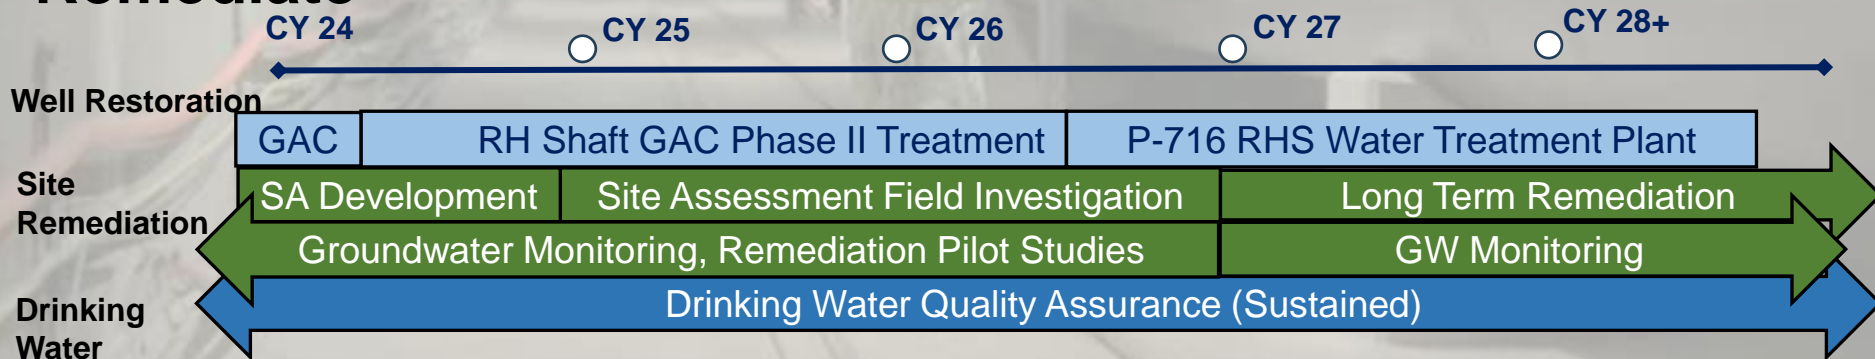 Remediate
CY 24
CY 25
CY 26
CY 27
CY 28+
Well Restoration
GAC
RH Shaft GAC Phase II Treatment
P-716 RHS Water Treatment Plant
Site
Remediation
SA Development
Site Assessment Field Investigation
Long Term Remediation
Groundwater Monitoring, Remediation Pilot Studies
GW Monitoring
Drinking
Water
Drinking Water Quality Assurance (Sustained)